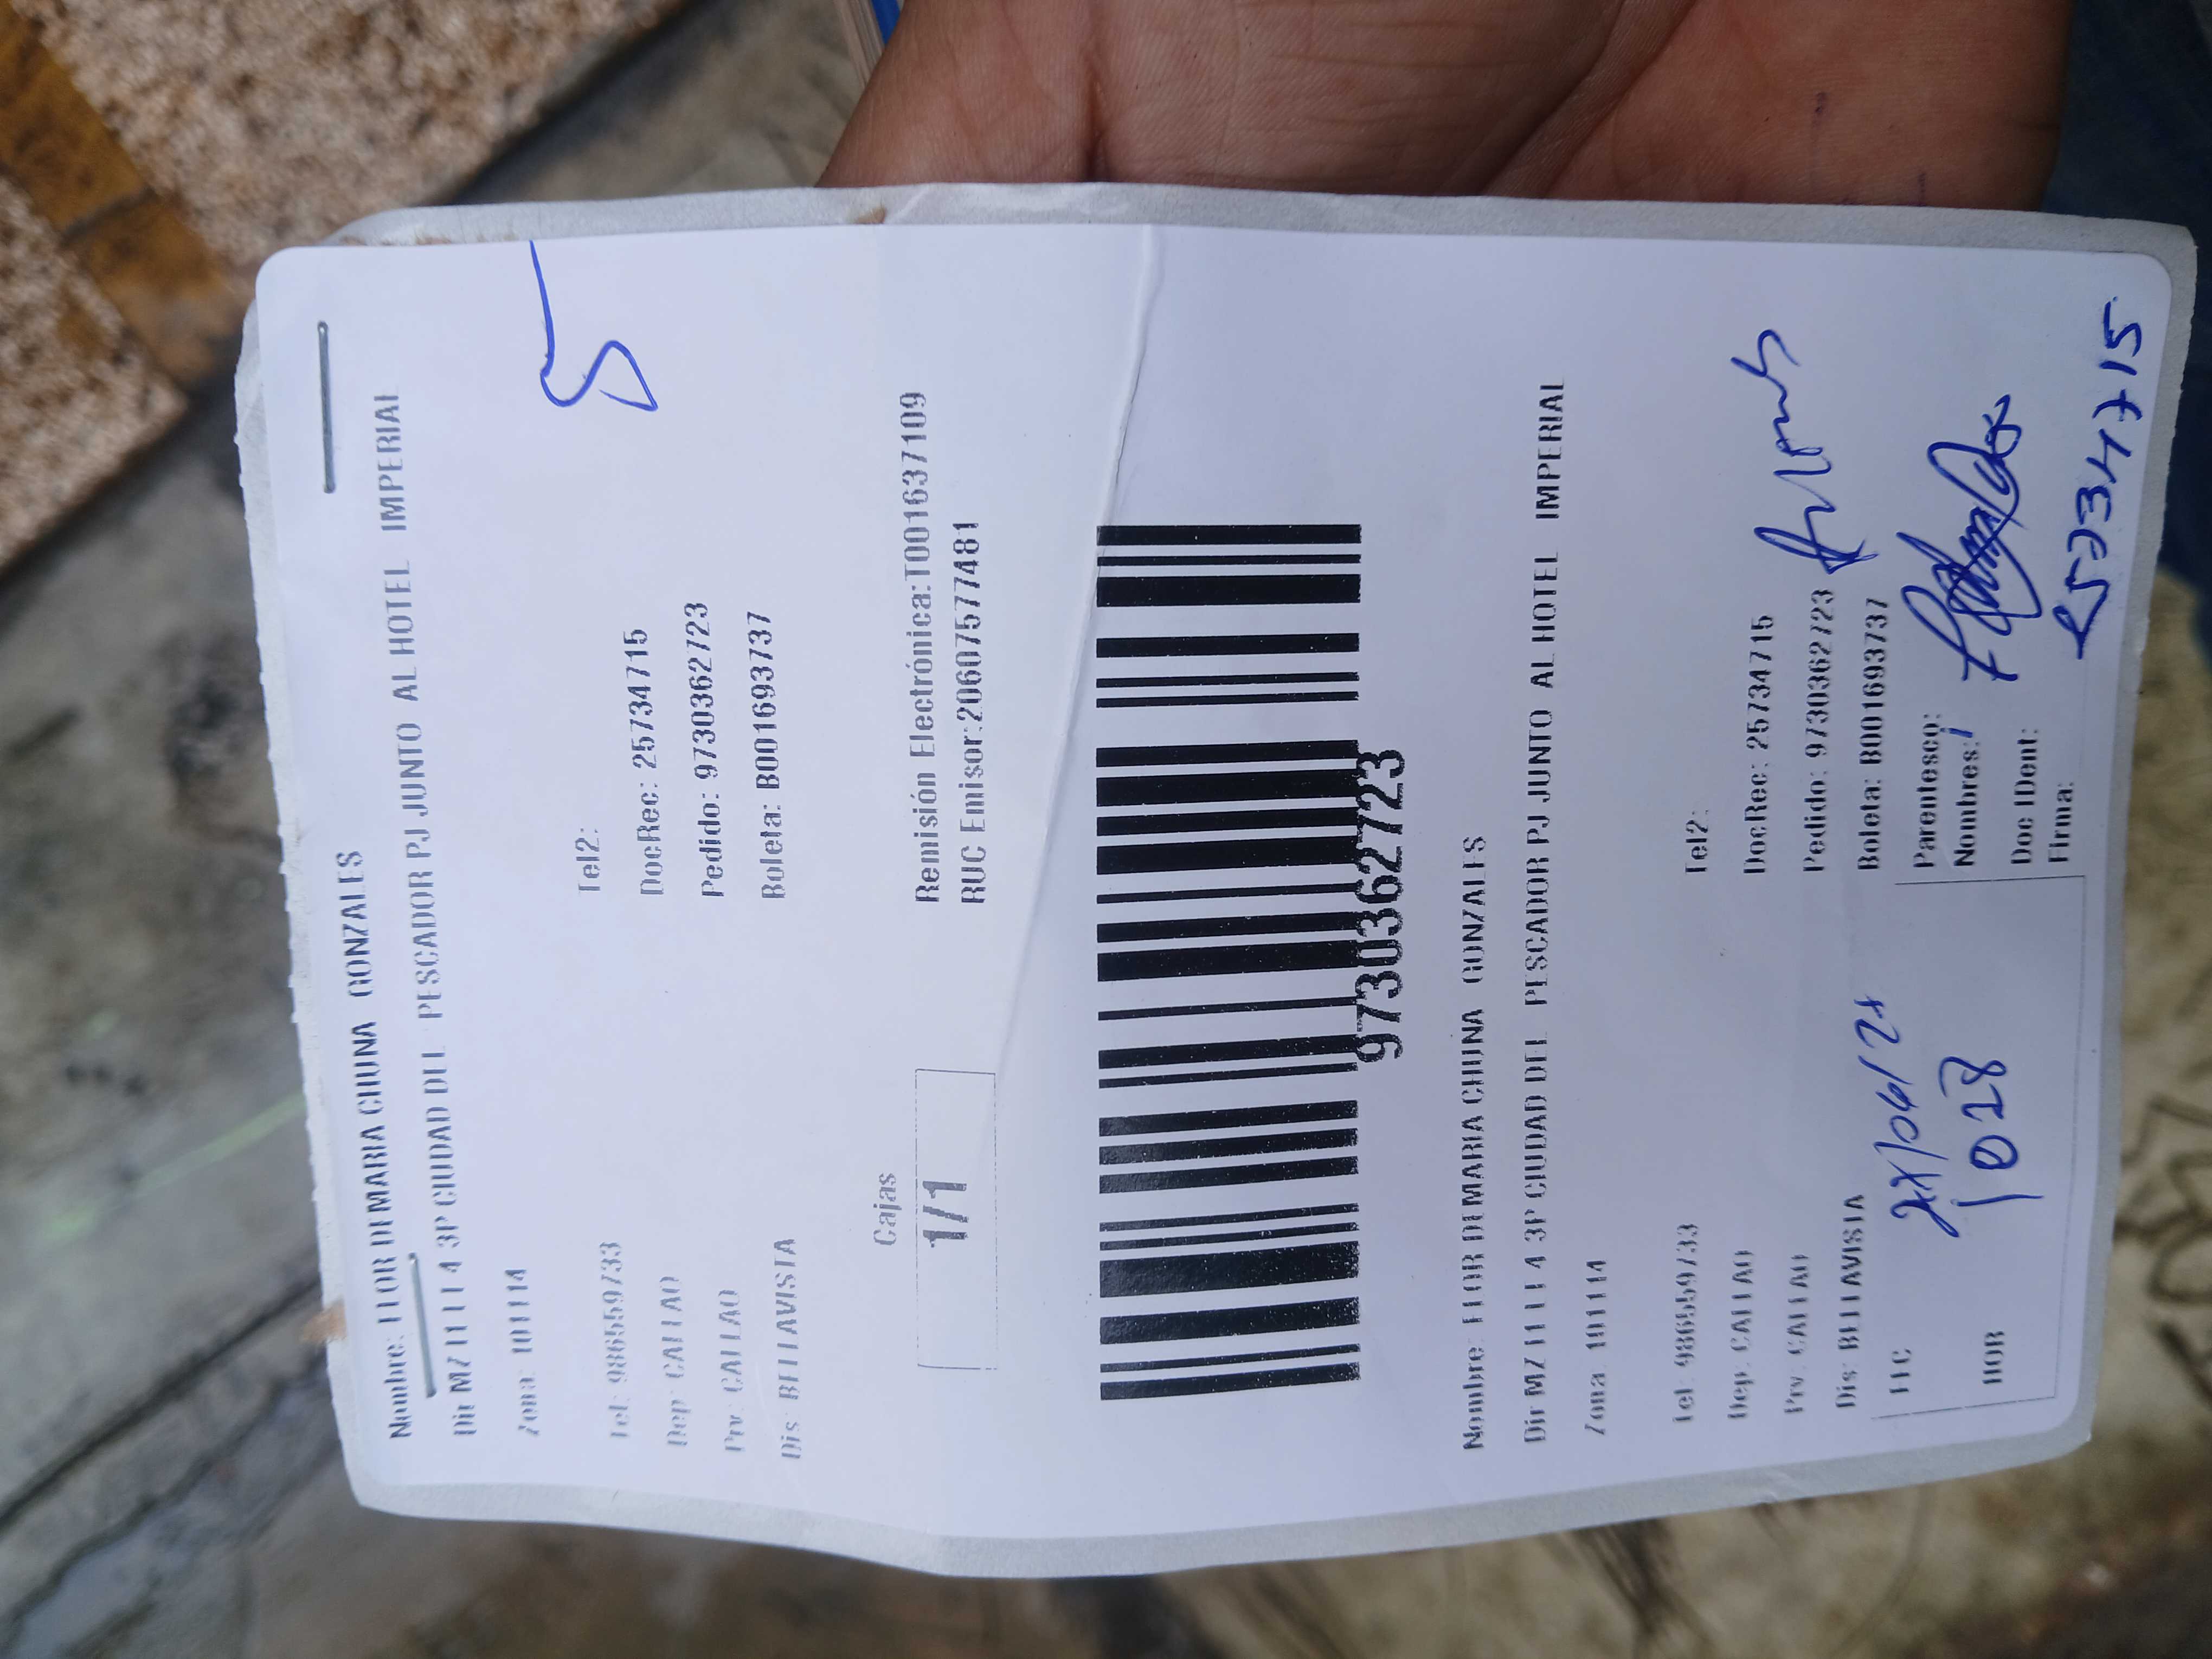 Nombre: FLOR DE MARIA CHUNA GONZALES
Dir MZ I1 LT 4 3P CIUDAD DEL PESCADOR PJ JUNTO AL HOTEL IMPERIAL
Zona: 101114
5
Tel: 986559733
Tel2:
Dep: CALLAO
DocRec: 25734715
Prv: CALLAO
Pedido: 9730362723
Dis: BELLAVISTA
Boleta: B001693737
Cajas
1/1
Remisión Electrónica:T001637109
RUC Emisor:20607577481
9730362723
Nombre: FLOR DE MARIA CHUNA GONZALES
Dir MZ I1 LT 4 3P CIUDAD DEL PESCADOR PJ JUNTO AL HOTEL IMPERIAL
Zona 101114
Tel: 986559733
Tel2:
Dep: CALLAO
DocRec: 25734715
Prv: CALLAO
Pedido: 9730362723
Dis: BELLAVISTA
Boleta: B001693737
FEC
Parentesco:
Nombres:
HOR 1028
Doc IDent: 25734715
Firma: